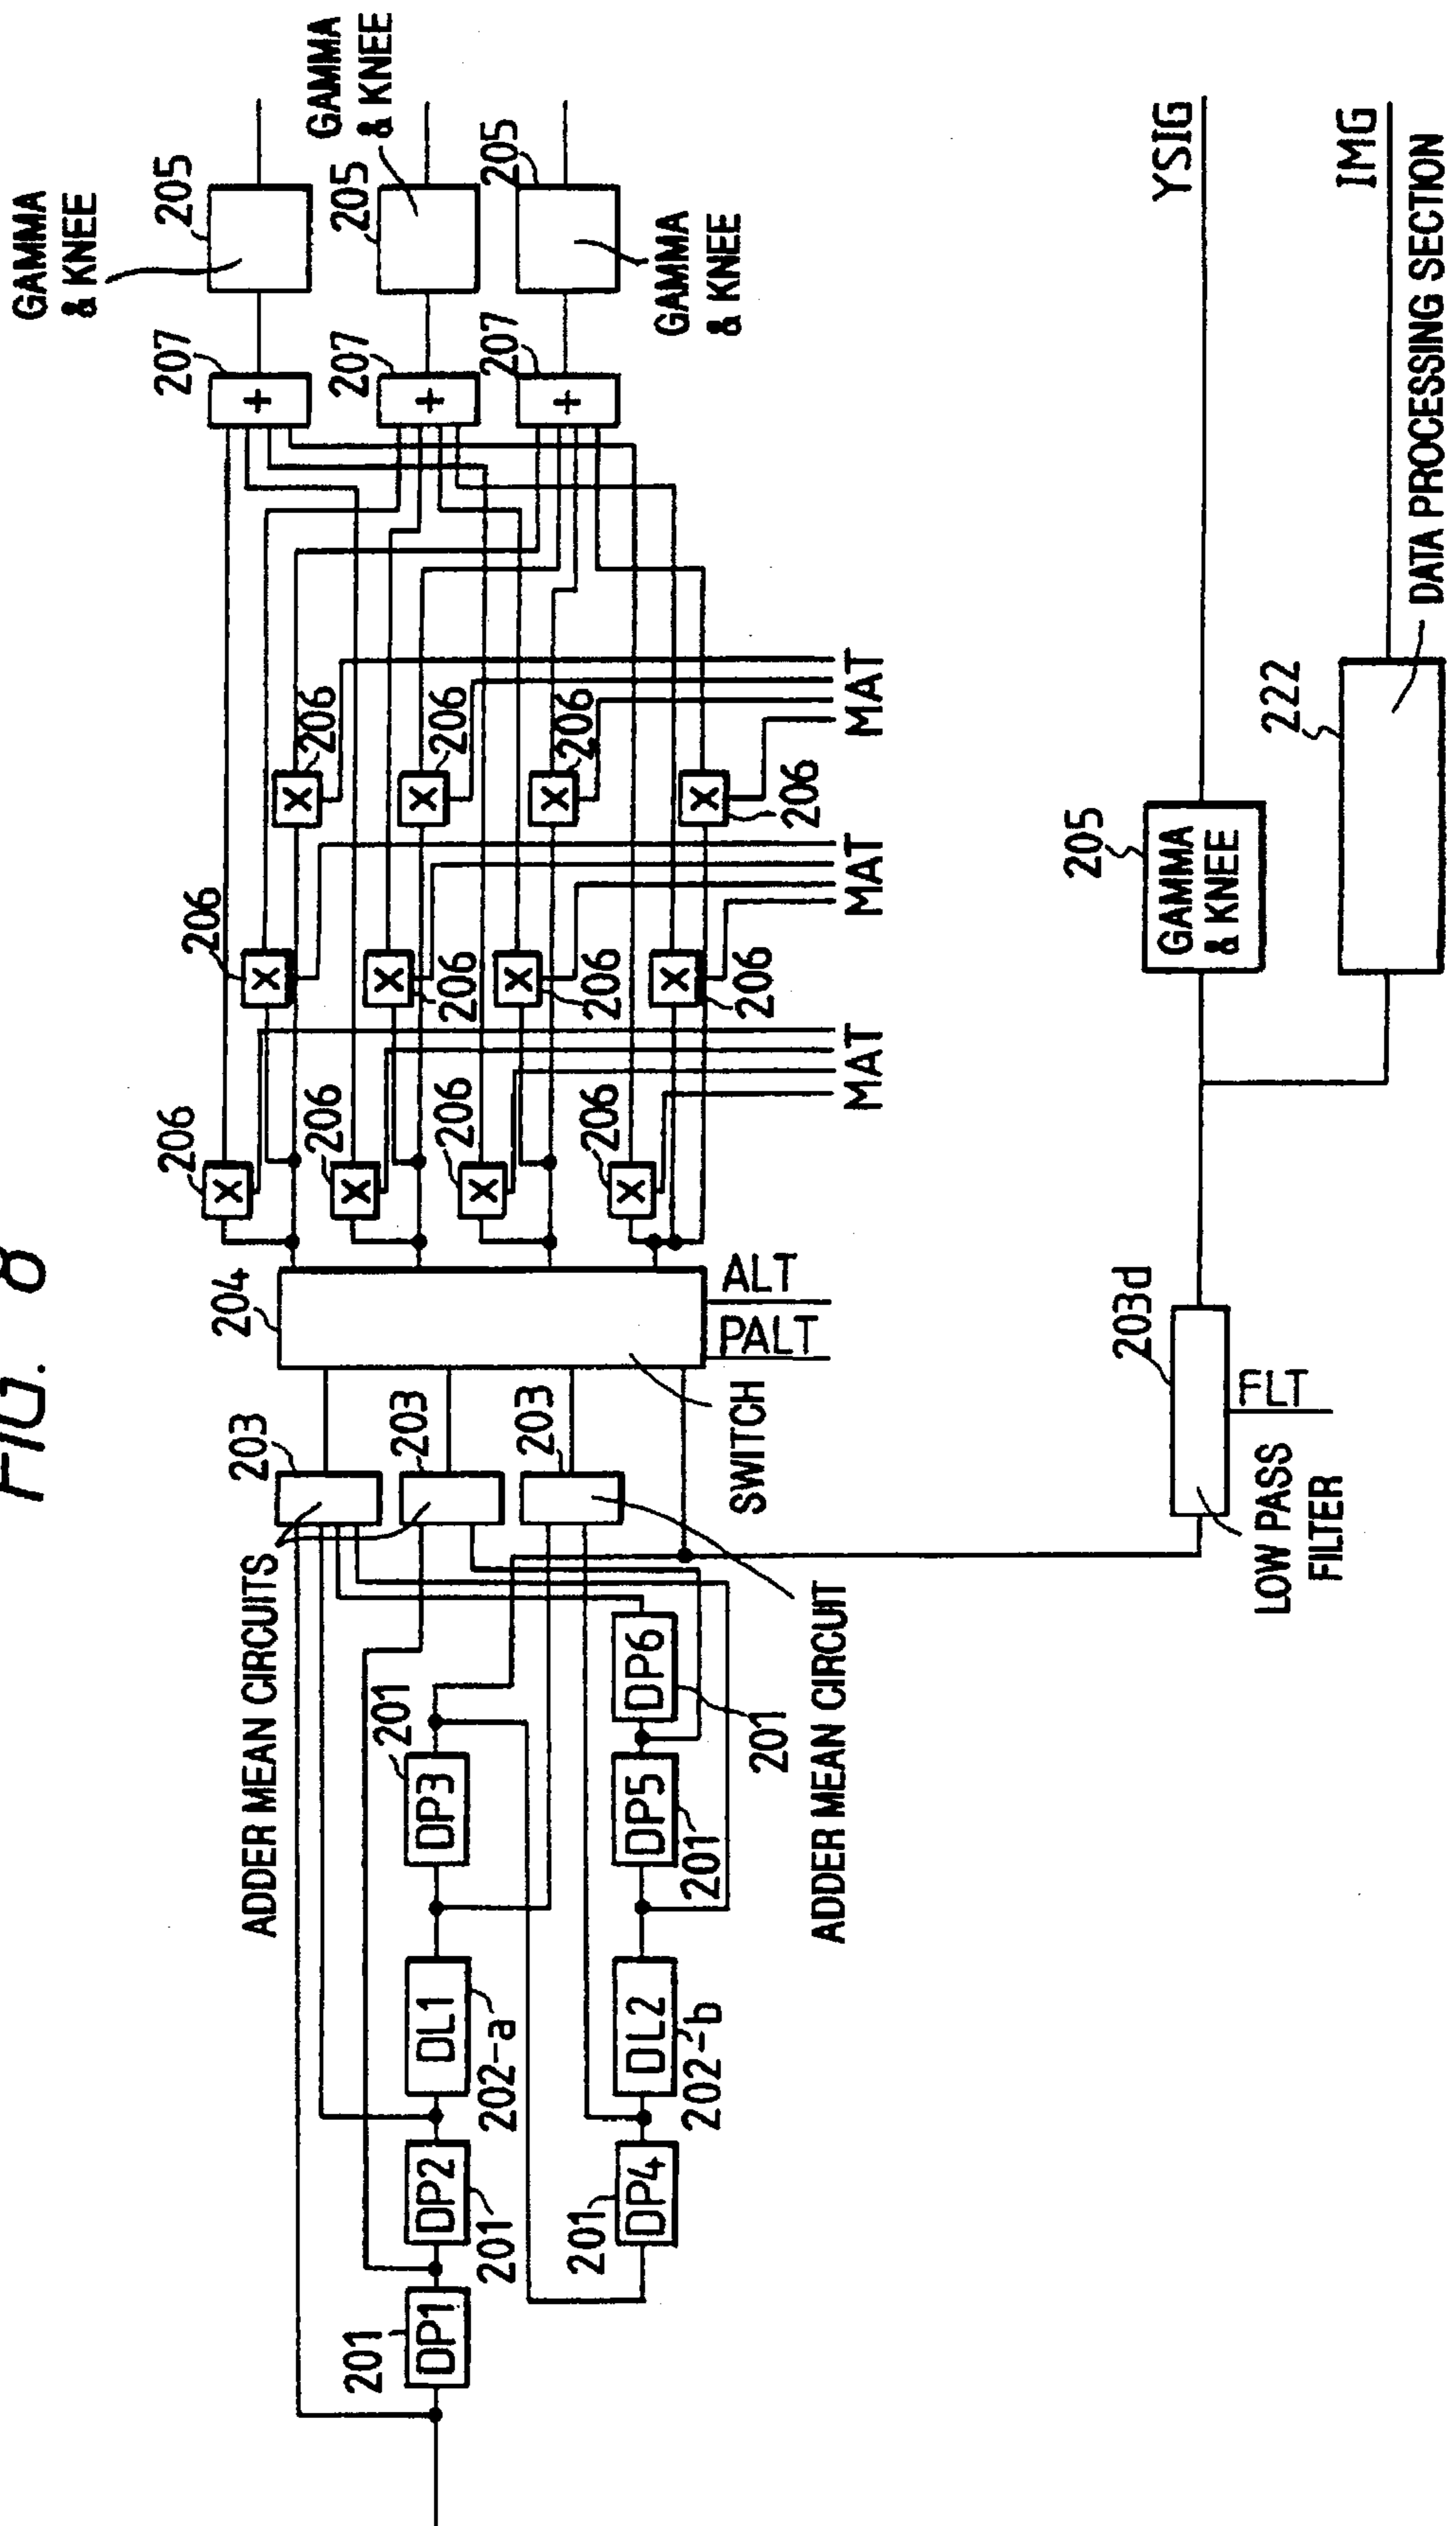 FIG. 8
GAMMA
& KNEE
205
GAMMA
& KNEE
205
205
GAMMA
& KNEE
207
207
207
+
+
+
206
206
206
206
X
X
X
X
MAT
206
206
206
206
X
X
X
X
MAT
206
206
206
206
X
X
X
X
MAT
204
ALT
PALT
SWITCH
203
203
203
ADDER MEAN CIRCUITS
ADDER MEAN CIRCUIT
201
DP1
DP2
201
DL1
202-a
DP3
201
201
DP4
DL2
202-b
DP5
201
DP6
201
203d
FLT
LOW PASS
FILTER
205
GAMMA
& KNEE
YSIG
222
IMG
DATA PROCESSING SECTION